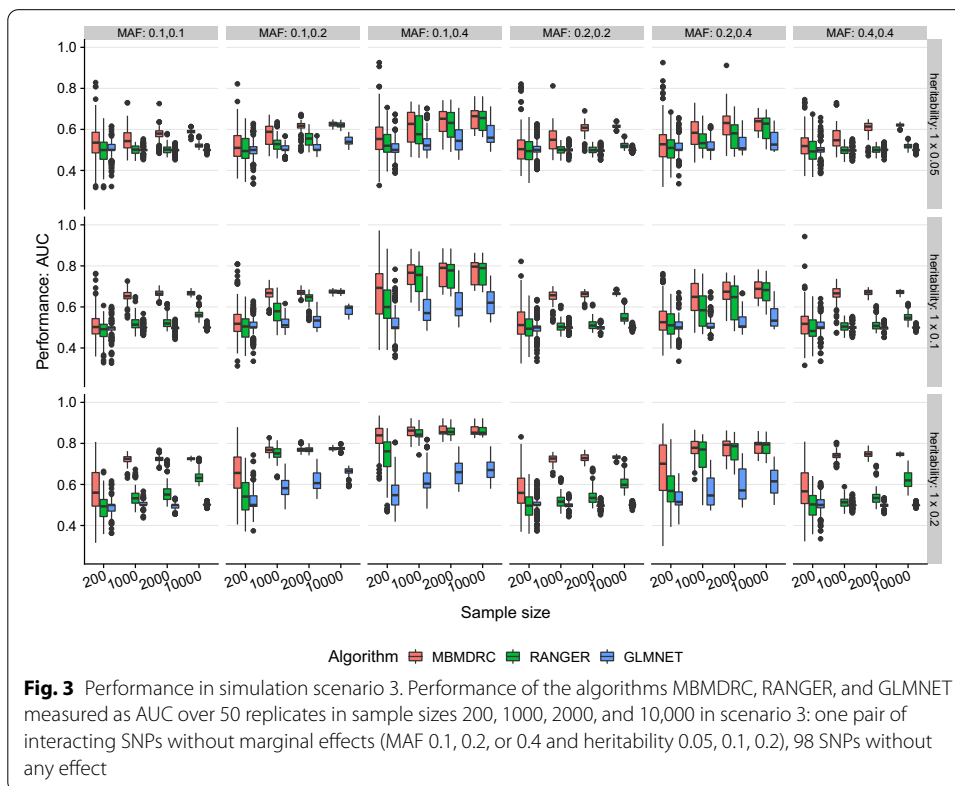 MAF: 0.1,0.1 MAF: 0.1,0.2 MAF: 0.1,0.4 MAF: 0.2,0.2 MAF: 0.2,0.4 MAF: 0.4,0.4
1.0
0.8
0.6
0.4
heritability: 1 x 0.05
1.0
0.8
0.6
0.4
heritability: 1 x 0.1
1.0
0.8
0.6
0.4
heritability: 1 x 0.2
Performance: AUC
200 1000 2000 10000 200 1000 2000 10000 200 1000 2000 10000 200 1000 2000 10000 200 1000 2000 10000 200 1000 2000 10000
Sample size
Algorithm MBMDRC RANGER GLMNET
Fig. 3 Performance in simulation scenario 3. Performance of the algorithms MBMDRC, RANGER, and GLMNET
measured as AUC over 50 replicates in sample sizes 200, 1000, 2000, and 10,000 in scenario 3: one pair of
interacting SNPs without marginal effects (MAF 0.1, 0.2, or 0.4 and heritability 0.05, 0.1, 0.2), 98 SNPs without
any effect